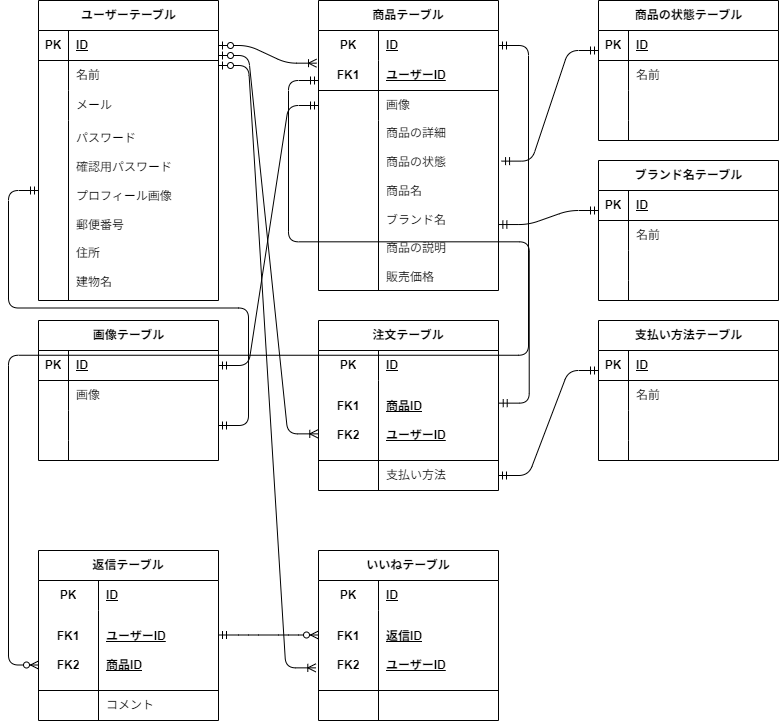 ユーザーテーブル
PK ID
名前
メール
パスワード
確認用パスワード
プロフィール画像
郵便番号
住所
建物名
商品テーブル
PK ID
FK1 ユーザーID
画像
商品の詳細
商品の状態
商品名
ブランド名
商品の説明
販売価格
商品の状態テーブル
PK ID
名前
ブランド名テーブル
PK ID
名前
画像テーブル
PK ID
画像
注文テーブル
PK ID
FK1 商品ID
FK2 ユーザーID
支払い方法
支払い方法テーブル
PK ID
名前
返信テーブル
PK ID
FK1 ユーザーID
FK2 商品ID
コメント
いいねテーブル
PK ID
FK1 返信ID
FK2 ユーザーID